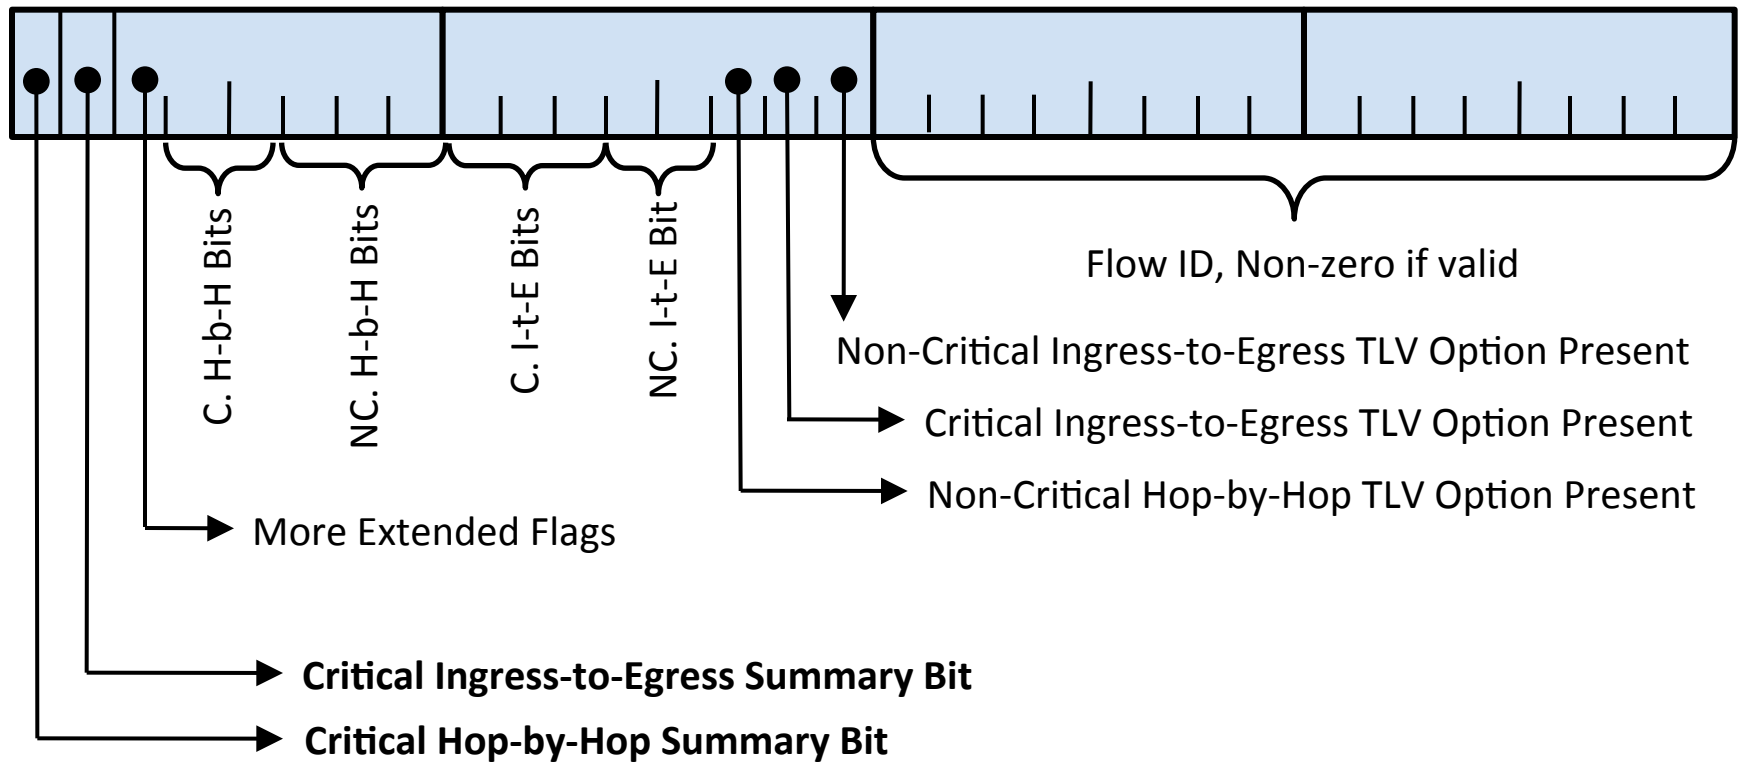 C. H-b-H Bits
NC. H-b-H Bits
C. I-t-E Bits
NC. I-t-E Bit
Flow ID, Non-zero if valid
Non-Critical Ingress-to-Egress TLV Option Present
Critical Ingress-to-Egress TLV Option Present
Non-Critical Hop-by-Hop TLV Option Present
More Extended Flags
Critical Ingress-to-Egress Summary Bit
Critical Hop-by-Hop Summary Bit